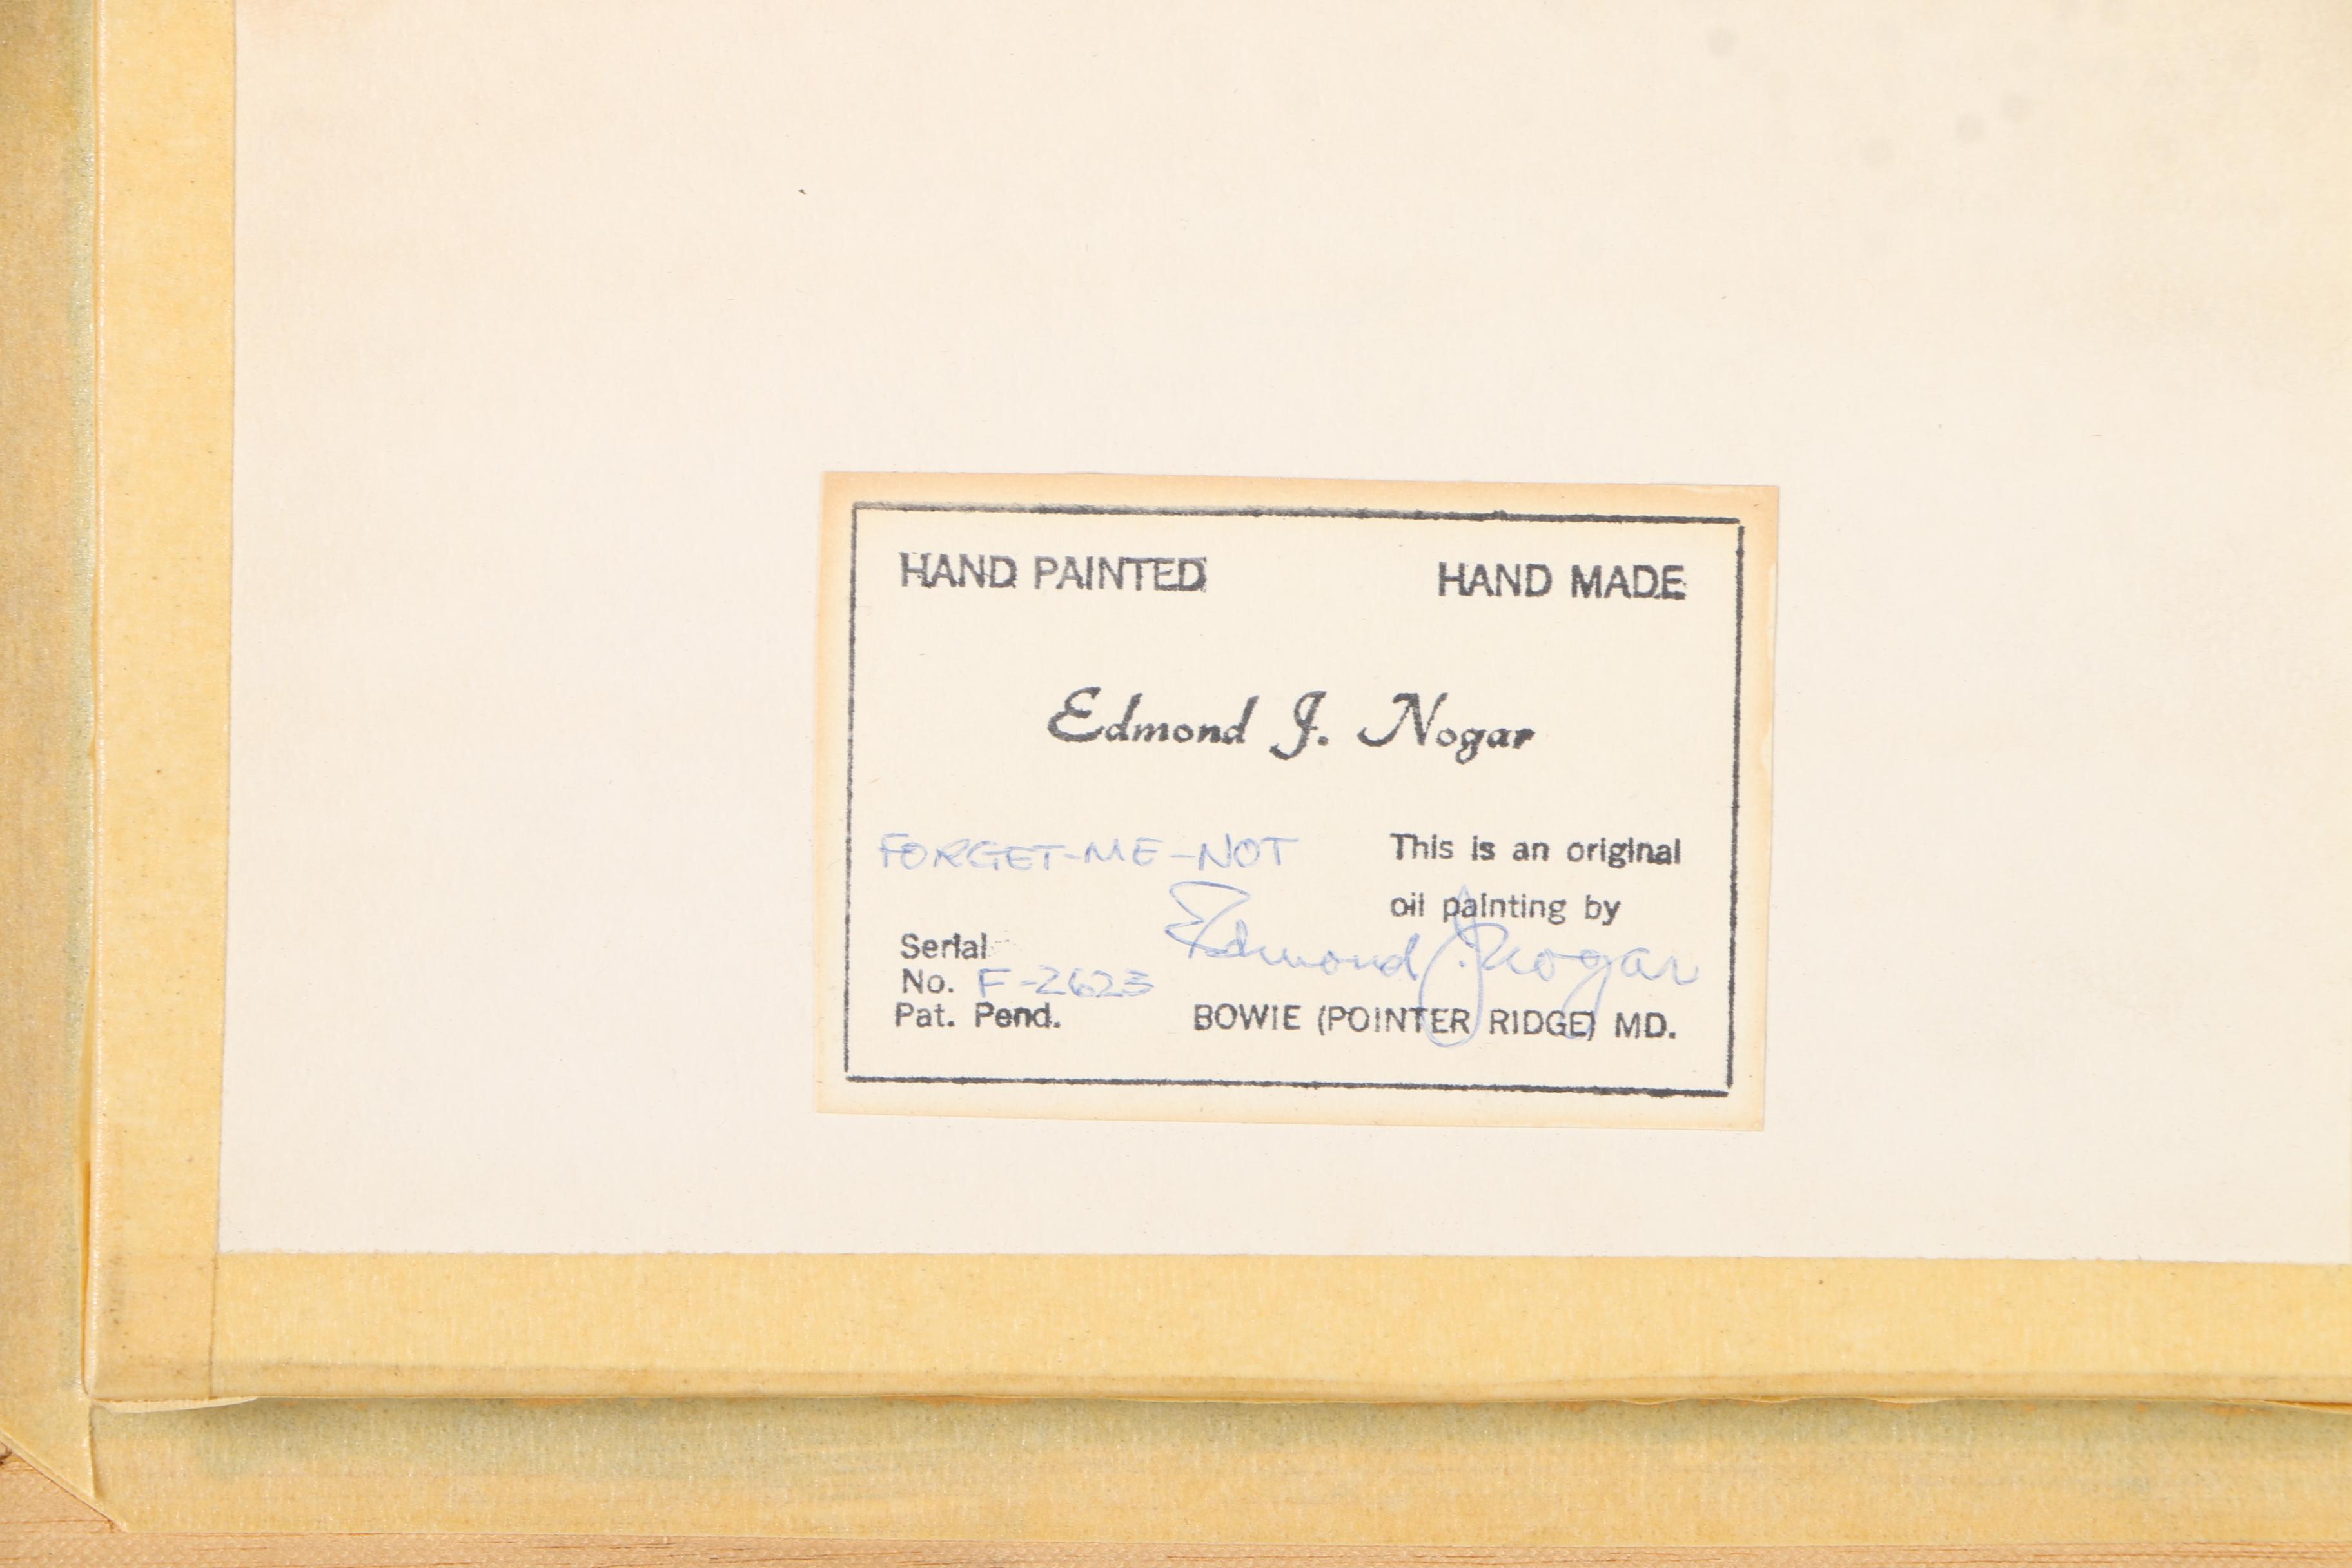 HAND PAINTED HAND MADE
Edmond J. Nogar
FORGET-ME-NOT This is an original
oil painting by
Edmond J. Nogar
Serial
No. F-2623
Pat. Pend. BOWIE (POINTER RIDGE) MD.